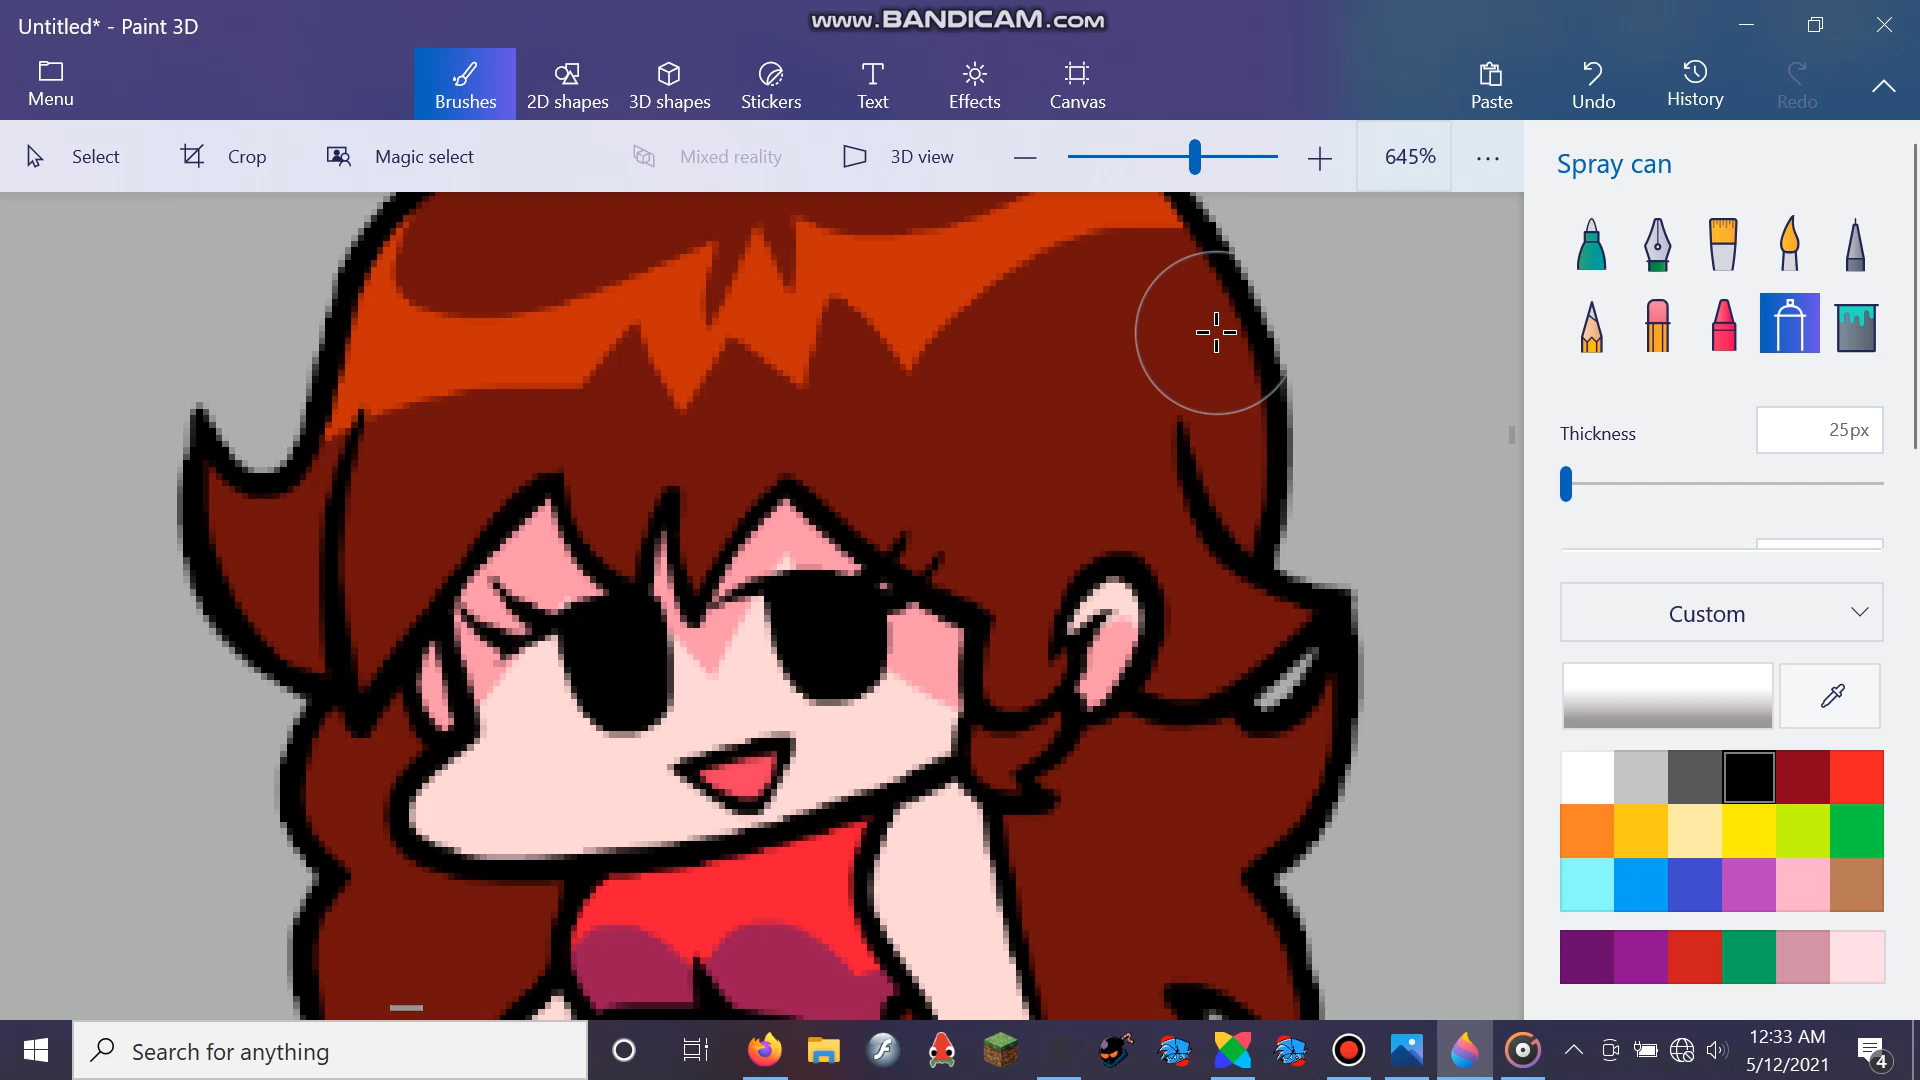 Untitled* - Paint 3D
www.BANDICAM.com
Menu
Brushes
2D shapes
3D shapes
Stickers
Text
Effects
Canvas
Paste
Undo
History
Redo
Select
Crop
Magic select
Mixed reality
3D view
645%
Spray can
Thickness
25px
Custom
Search for anything
12:33 AM
5/12/2021
4